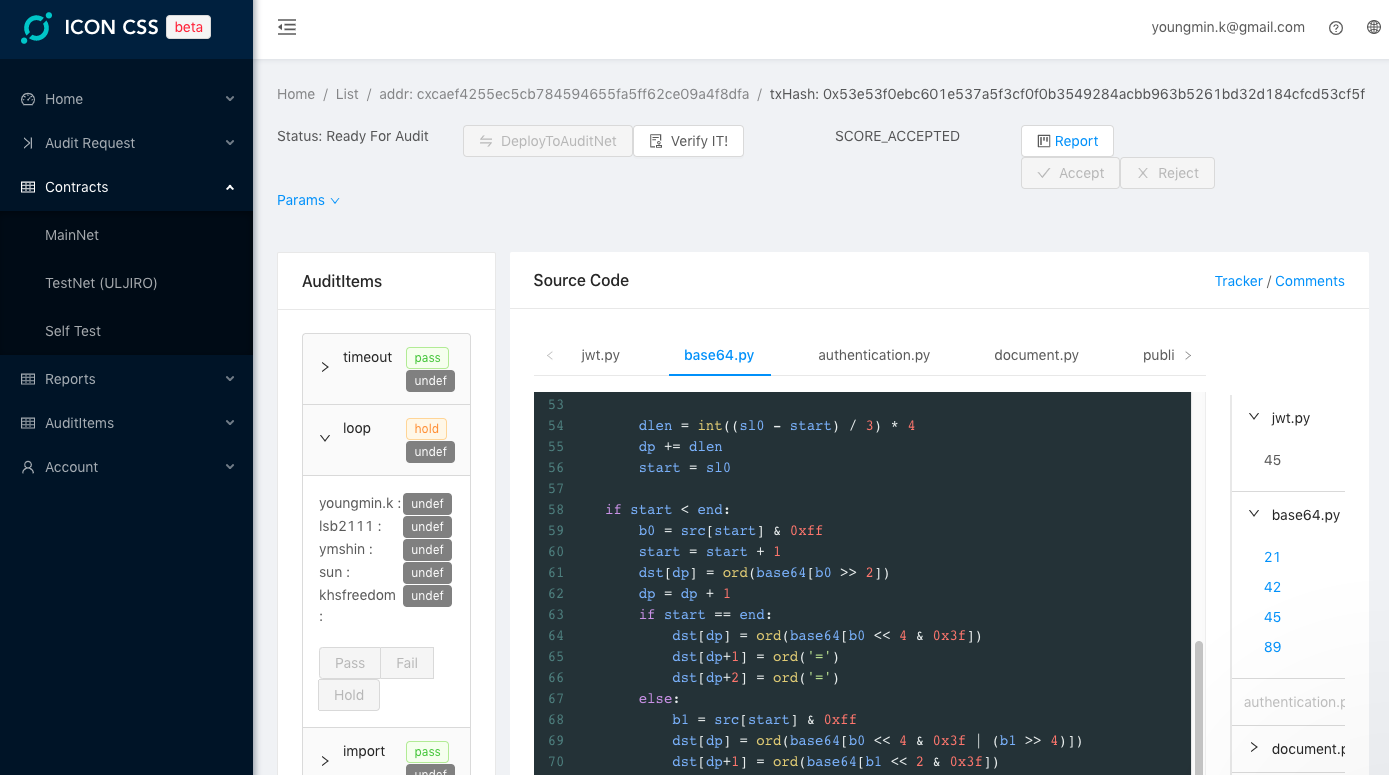 ICON CSS beta
youngmin.k@gmail.com
Home
Audit Request
Contracts
MainNet
TestNet (ULJIRO)
Self Test
Reports
AuditItems
Account
Home / List / addr: cxcaef4255ec5cb784594655fa5ff62ce09a4f8dfa / txHash: 0x53e53f0ebc601e537a5f3cf0f0b3549284acbb963b5261bd32d184cfcd53cf5f
Status: Ready For Audit
DeployToAuditNet
Verify IT!
SCORE_ACCEPTED
Report
Accept
Reject
Params
AuditItems
timeout pass
undef
loop hold
undef
youngmin.k : undef
lsb2111 : undef
ymshin : undef
sun : undef
khsfreedom undef
:
Pass Fail
Hold
import pass
undef
Source Code
Tracker / Comments
jwt.py base64.py authentication.py document.py publi
53
54 dlen = int((sl0 - start) / 3) * 4
55 dp += dlen
56 start = sl0
57
58 if start < end:
59 b0 = src[start] & 0xff
60 start = start + 1
61 dst[dp] = ord(base64[b0 >> 2])
62 dp = dp + 1
63 if start == end:
64 dst[dp] = ord(base64[b0 << 4 & 0x3f])
65 dst[dp+1] = ord('=')
66 dst[dp+2] = ord('=')
67 else:
68 b1 = src[start] & 0xff
69 dst[dp] = ord(base64[b0 << 4 & 0x3f | (b1 >> 4)])
70 dst[dp+1] = ord(base64[b1 << 2 & 0x3f])
jwt.py
45
base64.py
21
42
45
89
authentication.p
document.p